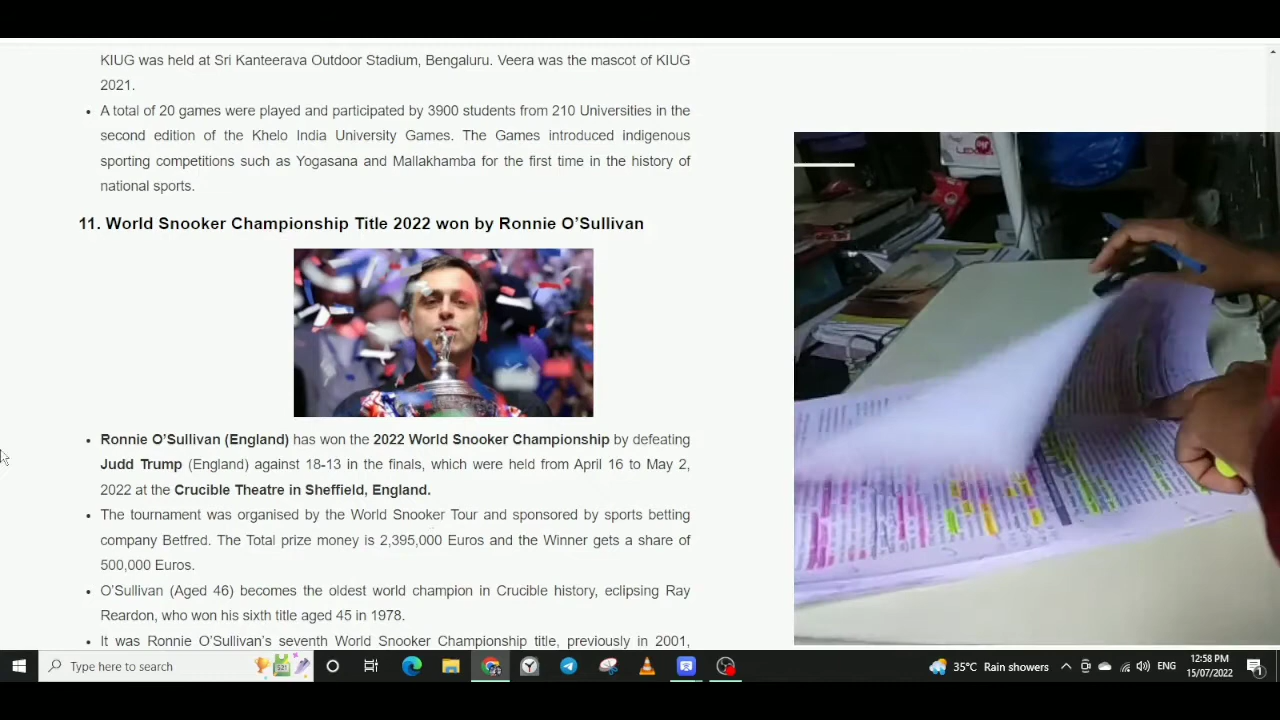 KIUG was held at Sri Kanteerava Outdoor Stadium, Bengaluru. Veera was the mascot of KIUG
2021.
• A total of 20 games were played and participated by 3900 students from 210 Universities in the
second edition of the Khelo India University Games. The Games introduced indigenous
sporting competitions such as Yogasana and Mallakhamba for the first time in the history of
national sports.
11. World Snooker Championship Title 2022 won by Ronnie O’Sullivan
• Ronnie O’Sullivan (England) has won the 2022 World Snooker Championship by defeating
Judd Trump (England) against 18-13 in the finals, which were held from April 16 to May 2,
2022 at the Crucible Theatre in Sheffield, England.
• The tournament was organised by the World Snooker Tour and sponsored by sports betting
company Betfred. The Total prize money is 2,395,000 Euros and the Winner gets a share of
500,000 Euros.
• O’Sullivan (Aged 46) becomes the oldest world champion in Crucible history, eclipsing Ray
Reardon, who won his sixth title aged 45 in 1978.
• It was Ronnie O’Sullivan’s seventh World Snooker Championship title, previously in 2001,
Type here to search
35°C Rain showers
ENG
12:58 PM
15/07/2022
1